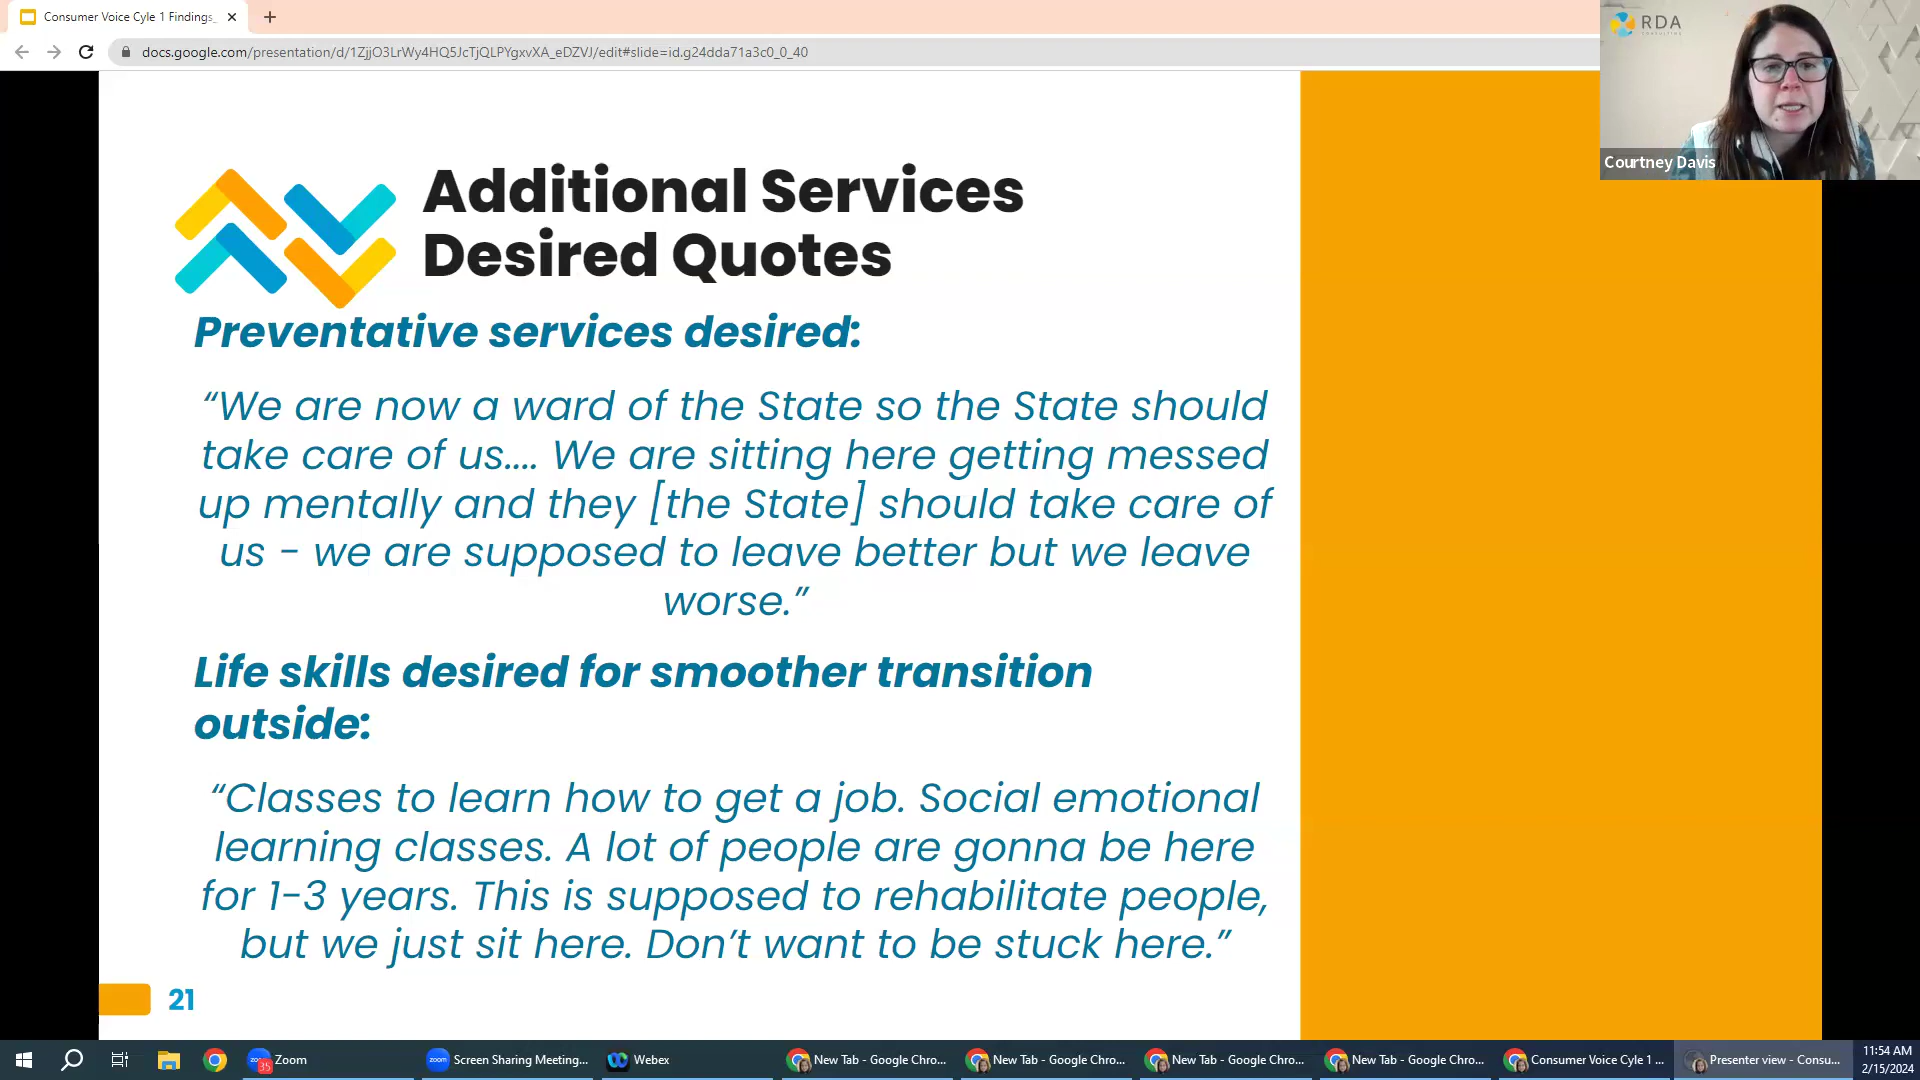 Consumer Voice Cyle 1 Findings_
docs.google.com/presentation/d/1ZjjO3LrWy4HQ5JcTjQLPYgxvXA_eDZVJ/edit#slide=id.g24dda71a3c0_0_40
RDA
CONSULTING
Courtney Davis
Additional Services
Desired Quotes
Preventative services desired:
“We are now a ward of the State so the State should
take care of us.... We are sitting here getting messed
up mentally and they [the State] should take care of
us - we are supposed to leave better but we leave
worse.”
Life skills desired for smoother transition
outside:
“Classes to learn how to get a job. Social emotional
learning classes. A lot of people are gonna be here
for 1-3 years. This is supposed to rehabilitate people,
but we just sit here. Don’t want to be stuck here.”
21
35
Zoom
zoom
Screen Sharing Meeting...
Webex
New Tab - Google Chro...
New Tab - Google Chro...
New Tab - Google Chro...
New Tab - Google Chro...
Consumer Voice Cyle 1 ...
Presenter view - Consu...
11:54 AM
2/15/2024